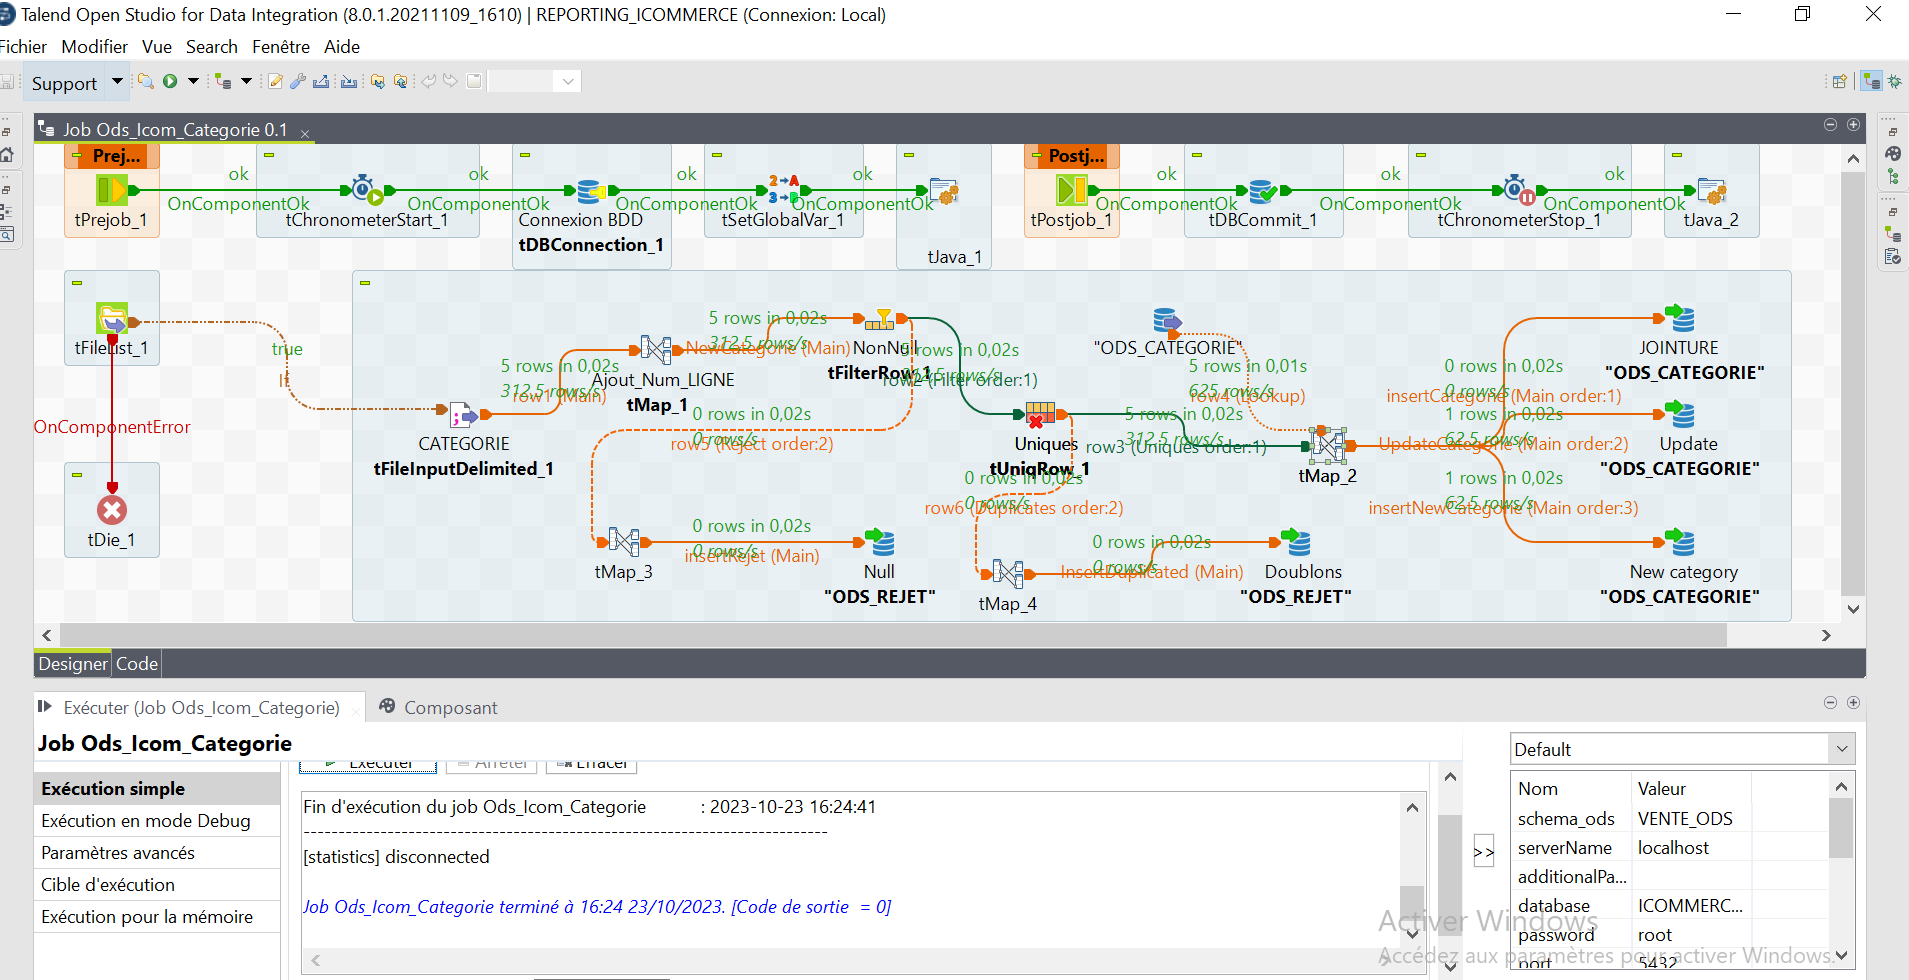 Talend Open Studio for Data Integration (8.0.1.20211109_1610) | REPORTING_ICOMMERCE (Connexion: Local)
Fichier Modifier Vue Search Fenêtre Aide
Support
Job Ods_Icom_Categorie 0.1
Prej...
Postj...
ok
ok
ok
ok
ok
ok
ok
OnComponentOk
OnComponentOk
OnComponentOk
OnComponentOk
OnComponentOk
OnComponentOk
OnComponentOk
tPrejob_1
tChronometerStart_1
Connexion BDD
tDBConnection_1
tSetGlobalVar_1
tJava_1
tPostjob_1
tDBCommit_1
tChronometerStop_1
tJava_2
tFileList_1
true
If
OnComponentError
tDie_1
CATEGORIE
tFileInputDelimited_1
5 rows in 0,02s
312,5 rows/s
row1 (Main)
Ajout_Num_LIGNE
tMap_1
5 rows in 0,02s
312,5 rows/s
NewCategorie (Main)
NonNull
tFilterRow_1
5 rows in 0,02s
312,5 rows/s
row2 (Filter order:1)
0 rows in 0,02s
0 rows/s
row5 (Reject order:2)
"ODS_CATEGORIE"
5 rows in 0,01s
625 rows/s
row4 (Lookup)
Uniques
tUniqRow_1
5 rows in 0,02s
312,5 rows/s
row3 (Uniques order:1)
0 rows in 0,02s
0 rows/s
row6 (Duplicates order:2)
tMap_2
0 rows in 0,02s
0 rows/s
insertCategorie (Main order:1)
JOINTURE
"ODS_CATEGORIE"
1 rows in 0,02s
62,5 rows/s
UpdateCategorie (Main order:2)
Update
"ODS_CATEGORIE"
1 rows in 0,02s
62,5 rows/s
insertNewCategorie (Main order:3)
New category
"ODS_CATEGORIE"
tMap_3
0 rows in 0,02s
0 rows/s
insertRejet (Main)
Null
"ODS_REJET"
tMap_4
0 rows in 0,02s
0 rows/s
InsertDuplicated (Main)
Doublons
"ODS_REJET"
Designer Code
Exécuter (Job Ods_Icom_Categorie) Composant
Job Ods_Icom_Categorie
Exécution simple
Exécution en mode Debug
Paramètres avancés
Cible d'exécution
Exécution pour la mémoire
Exécuter Arrêter Effacer
Fin d'exécution du job Ods_Icom_Categorie : 2023-10-23 16:24:41
---------------------------------------------------------------------------
[statistics] disconnected
Job Ods_Icom_Categorie terminé à 16:24 23/10/2023. [Code de sortie = 0]
>>
Default
Nom Valeur
schema_ods VENTE_ODS
serverName localhost
additionalPa...
database ICOMMERC...
password root
port 5432
Activer Windows
Accédez aux paramètres pour activer Windows.